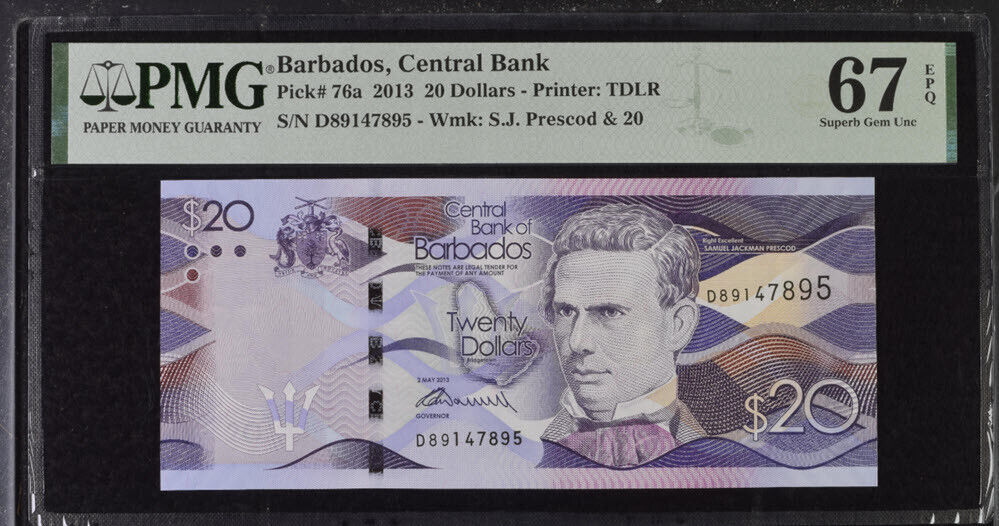 PMG®
PAPER MONEY GUARANTY
Barbados, Central Bank
Pick# 76a 2013 20 Dollars - Printer: TDLR
S/N D89147895 - Wmk: S.J. Prescod & 20
67
EPQ
Superb Gem Unc
$20
Central
Bank of
Barbados
THESE NOTES ARE LEGAL TENDER FOR
THE PAYMENT OF ANY AMOUNT
Right Excellent
SAMUEL JACKMAN PRESCOD
D89147895
Twenty
Dollars
Bridgetown
2 MAY 2013
GOVERNOR
D89147895
$20